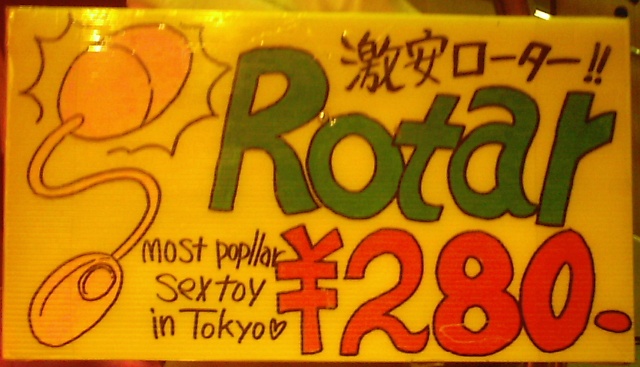 激安ローター!!
Rotar
most popllar
sextoy
in Tokyo♡
¥280-